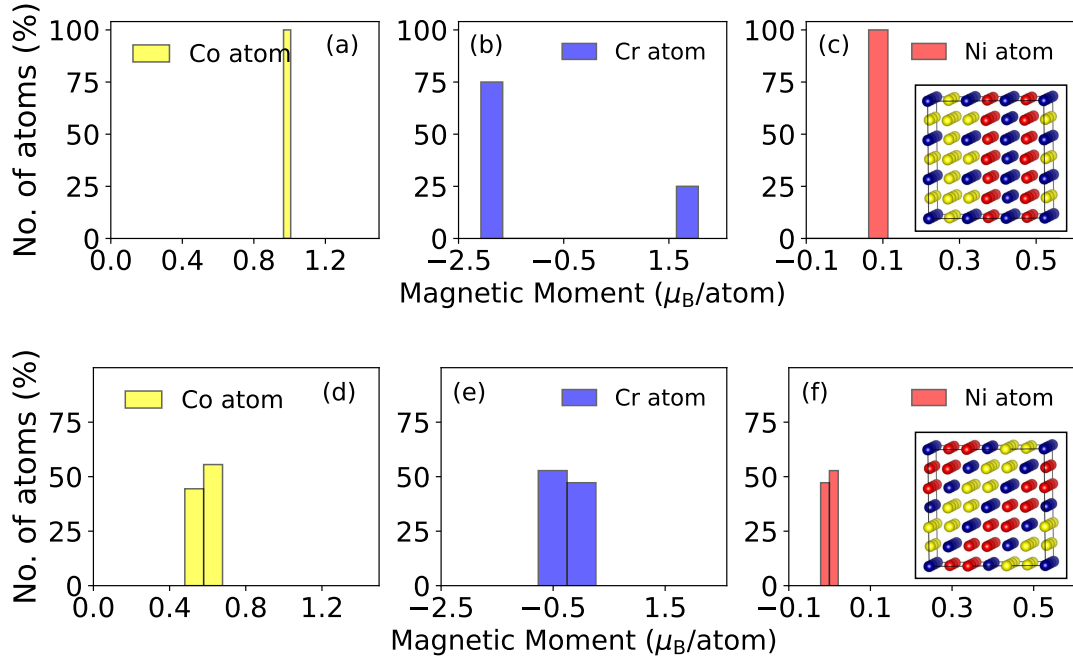 No. of atoms (%)
100
75
50
25
0
0.0 0.4 0.8 1.2
Co atom
(a)
100
75
50
25
0
−2.5 −0.5 1.5
(b)
Cr atom
100
75
50
25
0
−0.1 0.1 0.3 0.5
(c)
Ni atom
Magnetic Moment (μB/atom)
No. of atoms (%)
75
50
25
0
0.0 0.4 0.8 1.2
Co atom
(d)
75
50
25
0
−2.5 −0.5 1.5
(e)
Cr atom
75
50
25
0
−0.1 0.1 0.3 0.5
(f)
Ni atom
Magnetic Moment (μB/atom)